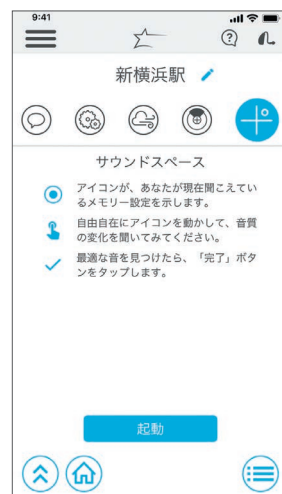 9:41
新横浜駅
サウンドスペース
アイコンが、あなたが現在聞こえてい
るメモリー設定を示します。
自由自在にアイコンを動かして、音質
の変化を聞いてみてください。
最適な音を見つけたら、「完了」ボタ
ンをタップします。
起動